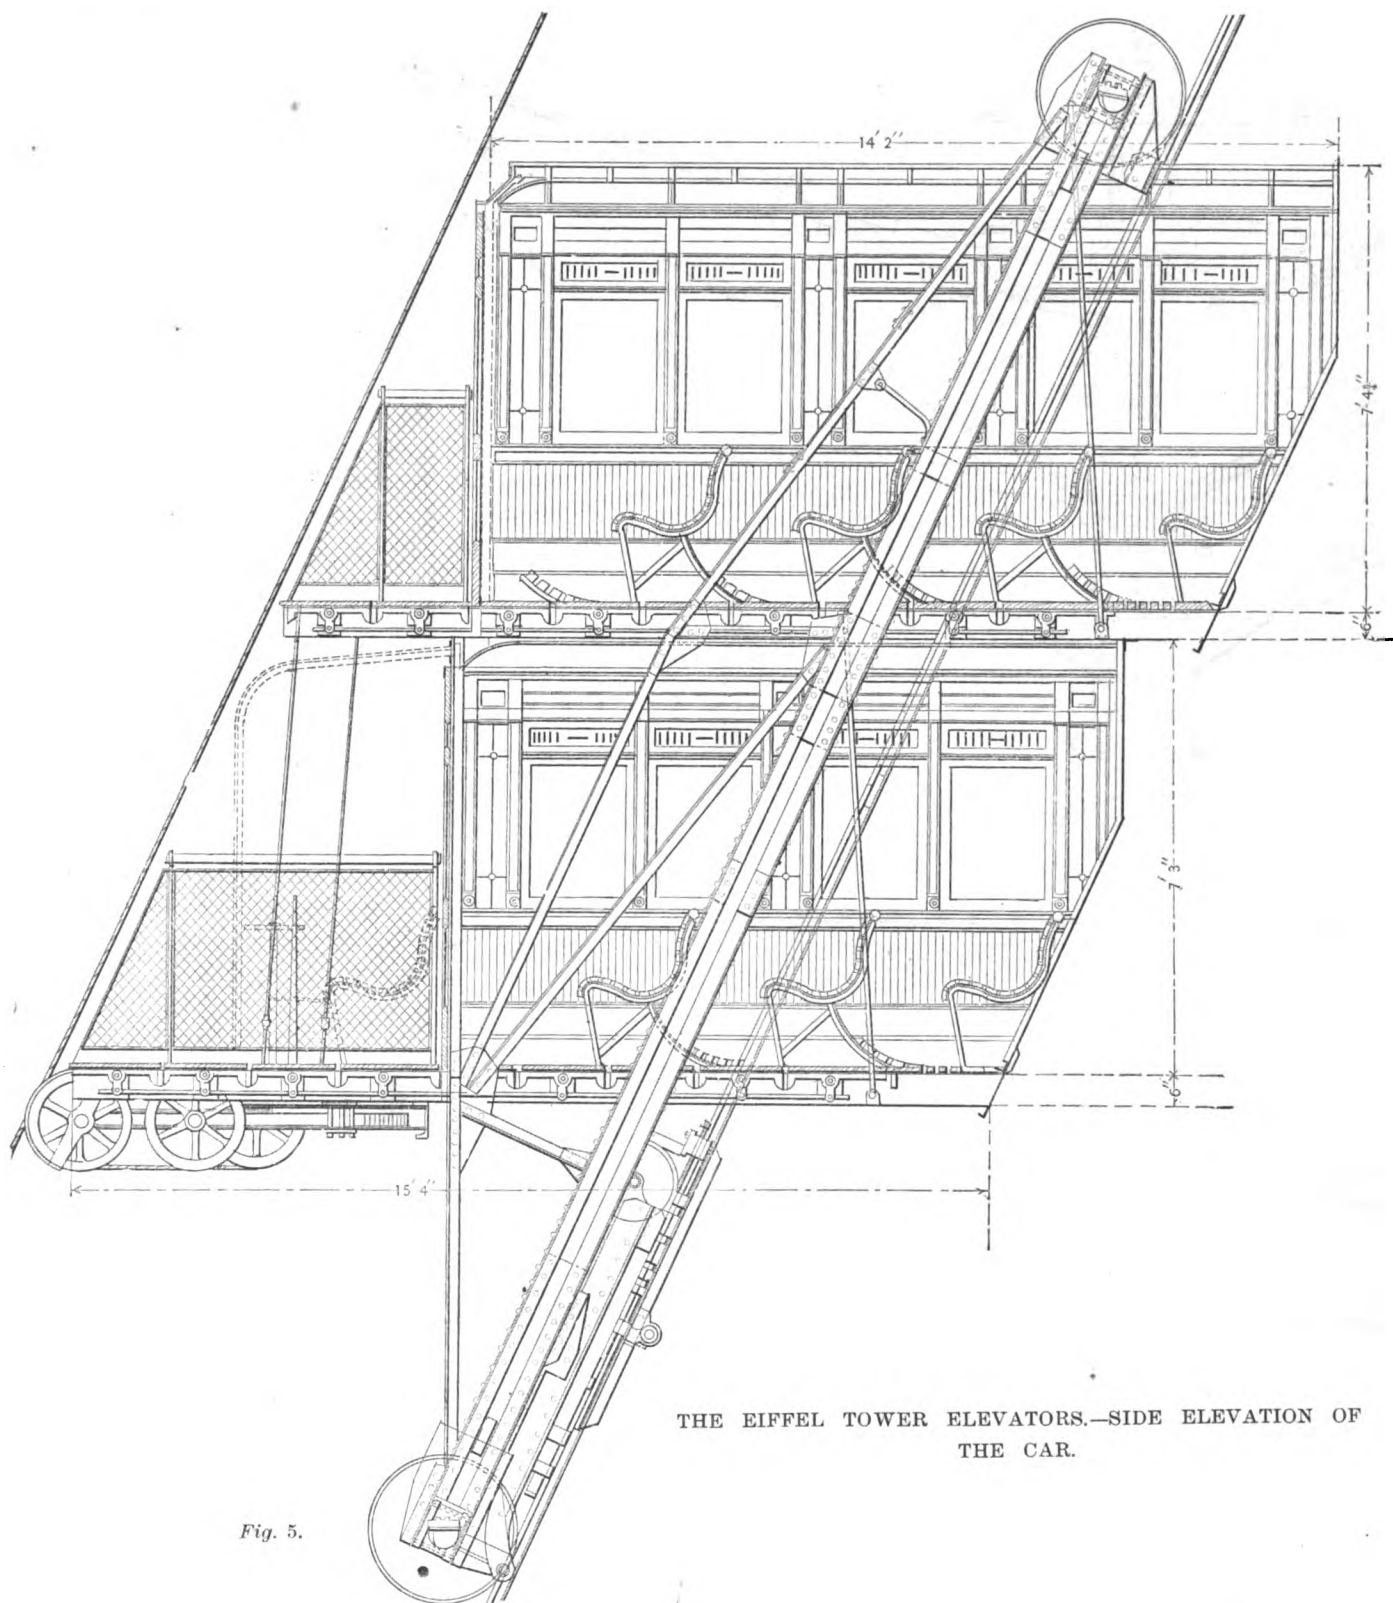 14′ 2″
7′ 4½″
6″
7′ 3″
6″
15′ 4″
THE EIFFEL TOWER ELEVATORS.—SIDE ELEVATION OF
THE CAR.
Fig. 5.